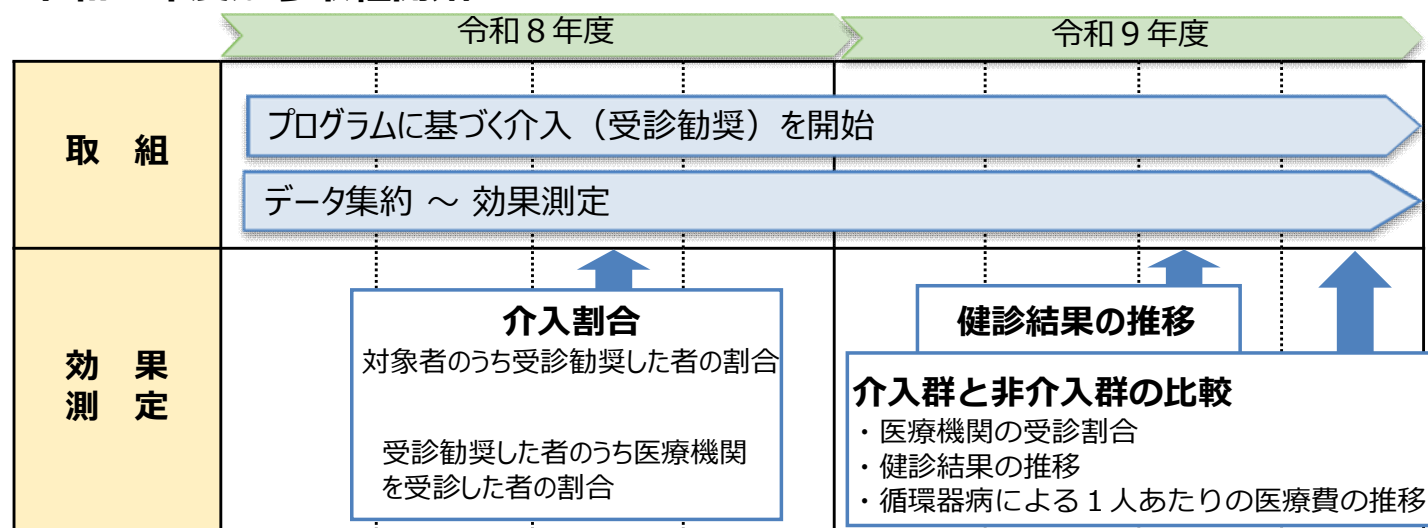 令和８年度
令和９年度
取 組
プログラムに基づく介入（受診勧奨）を開始
データ集約 ～ 効果測定
効 果
測 定
介入割合
対象者のうち受診勧奨した者の割合
受診勧奨した者のうち医療機関
を受診した者の割合
健診結果の推移
介入群と非介入群の比較
・医療機関の受診割合
・健診結果の推移
・循環器病による１人あたりの医療費の推移